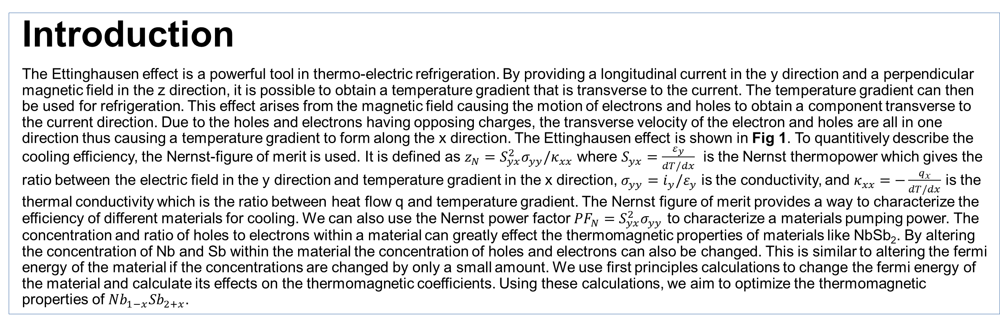 Introduction
The Ettinghausen effect is a powerful tool in thermo-electric refrigeration. By providing a longitudinal current in the y direction and a perpendicular
magnetic field in the z direction, it is possible to obtain a temperature gradient that is transverse to the current. The temperature gradient can then
be used for refrigeration. This effect arises from the magnetic field causing the motion of electrons and holes to obtain a component transverse to
the current direction. Due to the holes and electrons having opposing charges, the transverse velocity of the electron and holes are all in one
direction thus causing a temperature gradient to form along the x direction. The Ettinghausen effect is shown in Fig 1. To quantitively describe the
cooling efficiency, the Nernst-figure of merit is used. It is defined as $z_N = S_{yx}^2 \sigma_{yy}/\kappa_{xx}$ where $S_{yx} = \frac{\varepsilon_y}{dT/dx}$ is the Nernst thermopower which gives the
ratio between the electric field in the y direction and temperature gradient in the x direction, $\sigma_{yy} = i_y/\varepsilon_y$ is the conductivity, and $\kappa_{xx} = -\frac{q_x}{dT/dx}$ is the
thermal conductivity which is the ratio between heat flow q and temperature gradient. The Nernst figure of merit provides a way to characterize the
efficiency of different materials for cooling. We can also use the Nernst power factor $PF_N = S_{yx}^2 \sigma_{yy}$ to characterize a materials pumping power. The
concentration and ratio of holes to electrons within a material can greatly effect the thermomagnetic properties of materials like NbSb₂. By altering
the concentration of Nb and Sb within the material the concentration of holes and electrons can also be changed. This is similar to altering the fermi
energy of the material if the concentrations are changed by only a small amount. We use first principles calculations to change the fermi energy of
the material and calculate its effects on the thermomagnetic coefficients. Using these calculations, we aim to optimize the thermomagnetic
properties of $Nb_{1-x}Sb_{2+x}$.